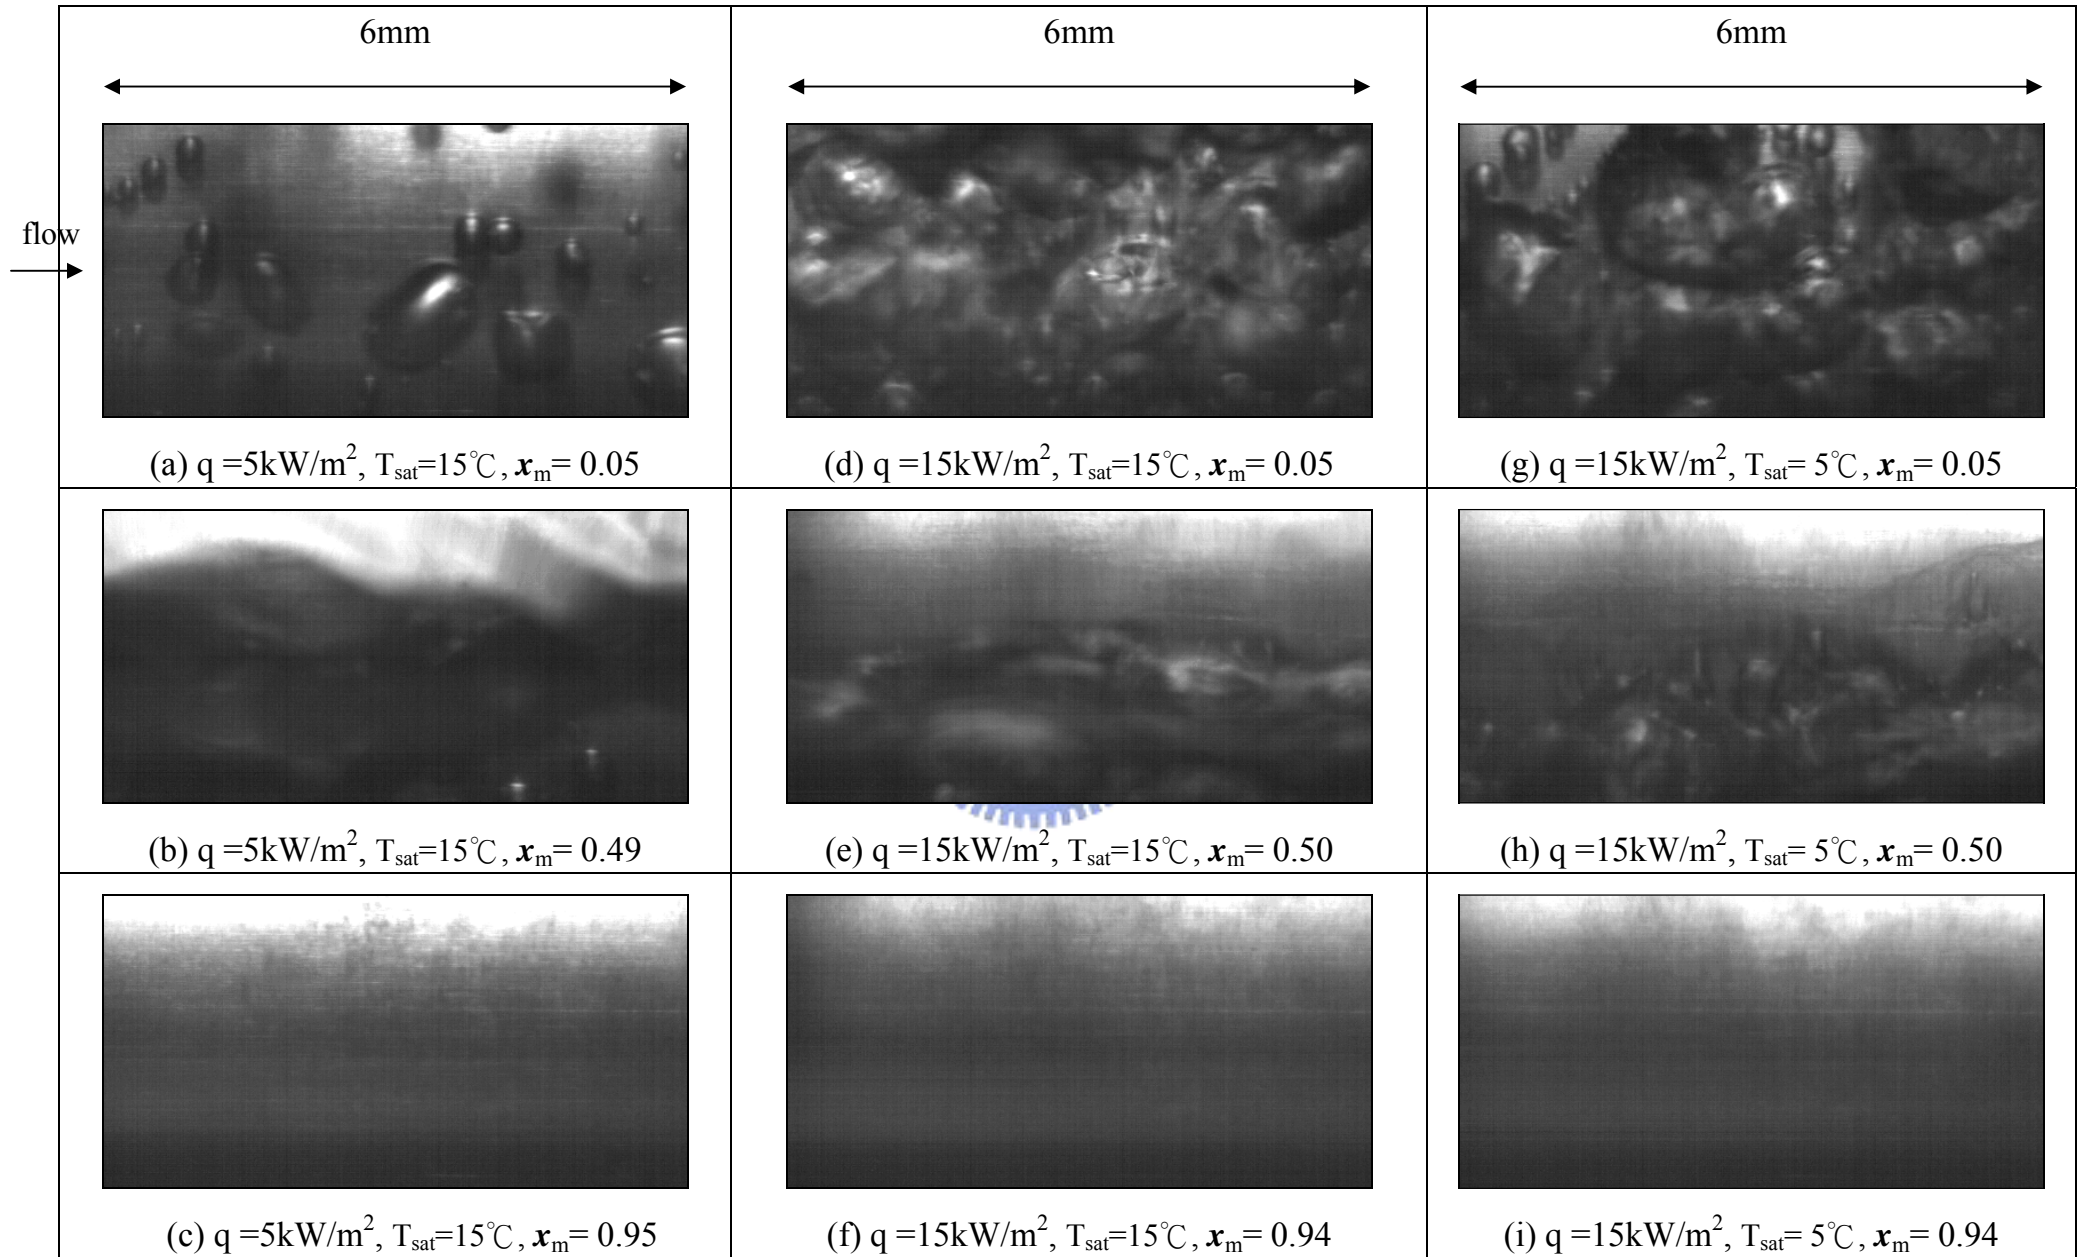 6mm
6mm
6mm
flow
(a) q =5kW/m², Tsat=15℃, xm= 0.05
(d) q =15kW/m², Tsat=15℃, xm= 0.05
(g) q =15kW/m², Tsat= 5℃, xm= 0.05
(b) q =5kW/m², Tsat=15℃, xm= 0.49
(e) q =15kW/m², Tsat=15℃, xm= 0.50
(h) q =15kW/m², Tsat= 5℃, xm= 0.50
(c) q =5kW/m², Tsat=15℃, xm= 0.95
(f) q =15kW/m², Tsat=15℃, xm= 0.94
(i) q =15kW/m², Tsat= 5℃, xm= 0.94